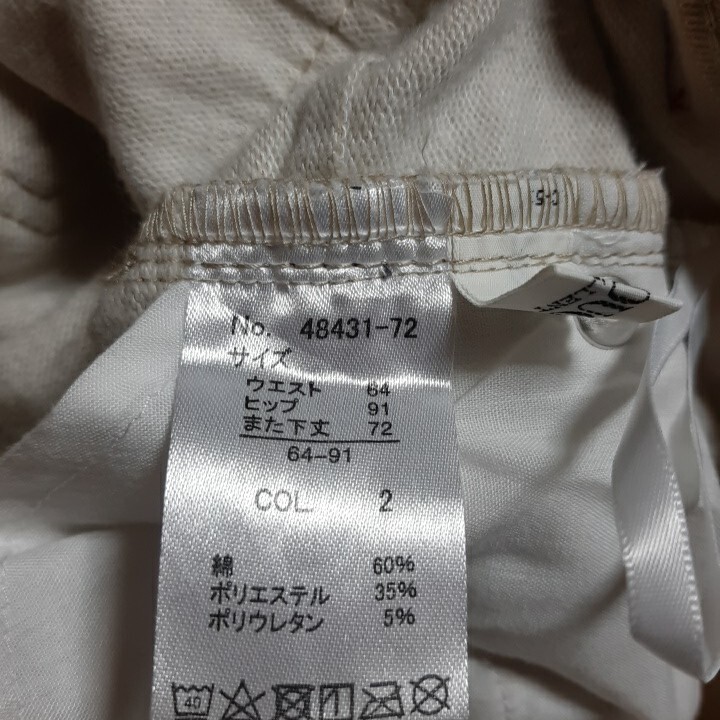 No. 48431-72
サイズ
ウエスト 64
ヒップ 91
また下丈 72
64-91
COL. 2
綿 60%
ポリエステル 35%
ポリウレタン 5%
40